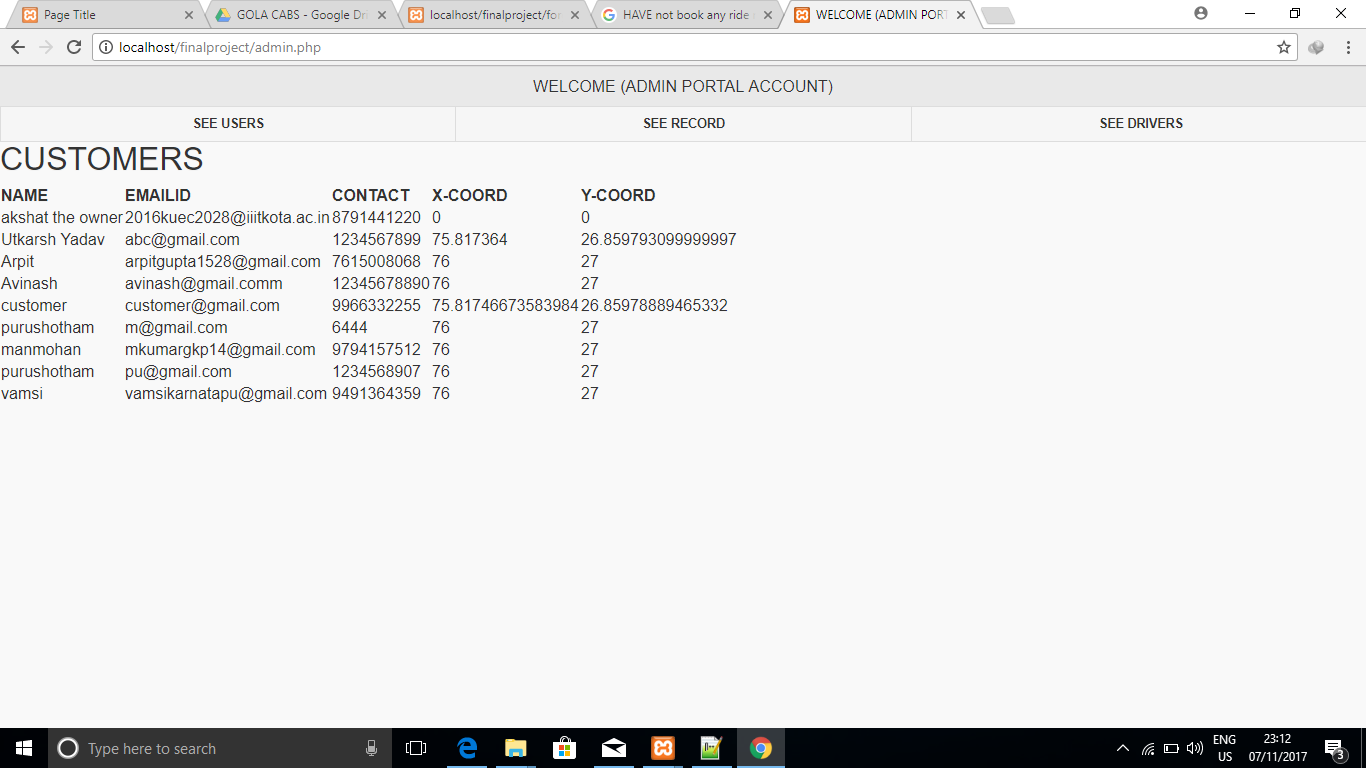 Page Title
GOLA CABS - Google Dri
localhost/finalproject/for
HAVE not book any ride
WELCOME (ADMIN PORT
localhost/finalproject/admin.php
WELCOME (ADMIN PORTAL ACCOUNT)
SEE USERS SEE RECORD SEE DRIVERS
CUSTOMERS
NAME EMAILID CONTACT X-COORD Y-COORD
akshat the owner 2016kuec2028@iiitkota.ac.in 8791441220 0 0
Utkarsh Yadav abc@gmail.com 1234567899 75.817364 26.859793099999997
Arpit arpitgupta1528@gmail.com 7615008068 76 27
Avinash avinash@gmail.comm 12345678890 76 27
customer customer@gmail.com 9966332255 75.81746673583984 26.85978889465332
purushotham m@gmail.com 6444 76 27
manmohan mkumargkp14@gmail.com 9794157512 76 27
purushotham pu@gmail.com 1234568907 76 27
vamsi vamsikarnatapu@gmail.com 9491364359 76 27
Type here to search
ENG
US
23:12
07/11/2017
3